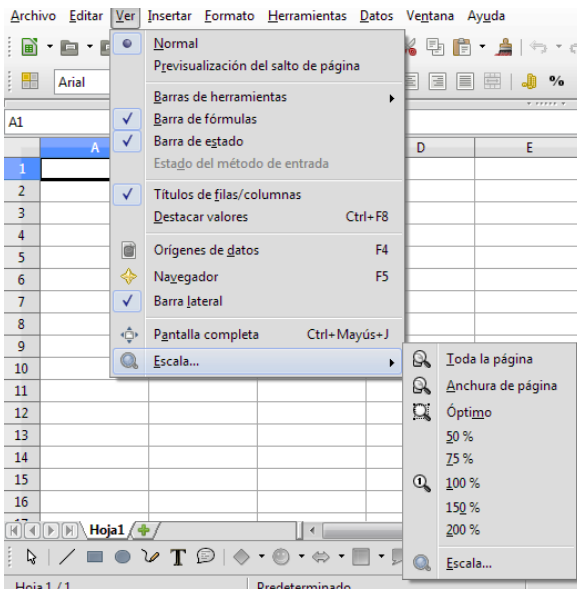 Archivo Editar Ver Insertar Formato Herramientas Datos Ventana Ayuda
Normal
Previsualización del salto de página
Arial
%
Barras de herramientas
A1
Barra de fórmulas
Barra de estado
A D E
Estado del método de entrada
1
2
Títulos de filas/columnas
3
Destacar valores Ctrl+F8
4
5
Orígenes de datos F4
6
Navegador F5
7
Barra lateral
8
Pantalla completa Ctrl+Mayús+J
9
Escala...
10
Toda la página
11
Anchura de página
12
Óptimo
13
50 %
14
75 %
15
100 %
16
150 %
17
200 %
Hoja1
Escala...
Hoja 1 / 1 Predeterminado